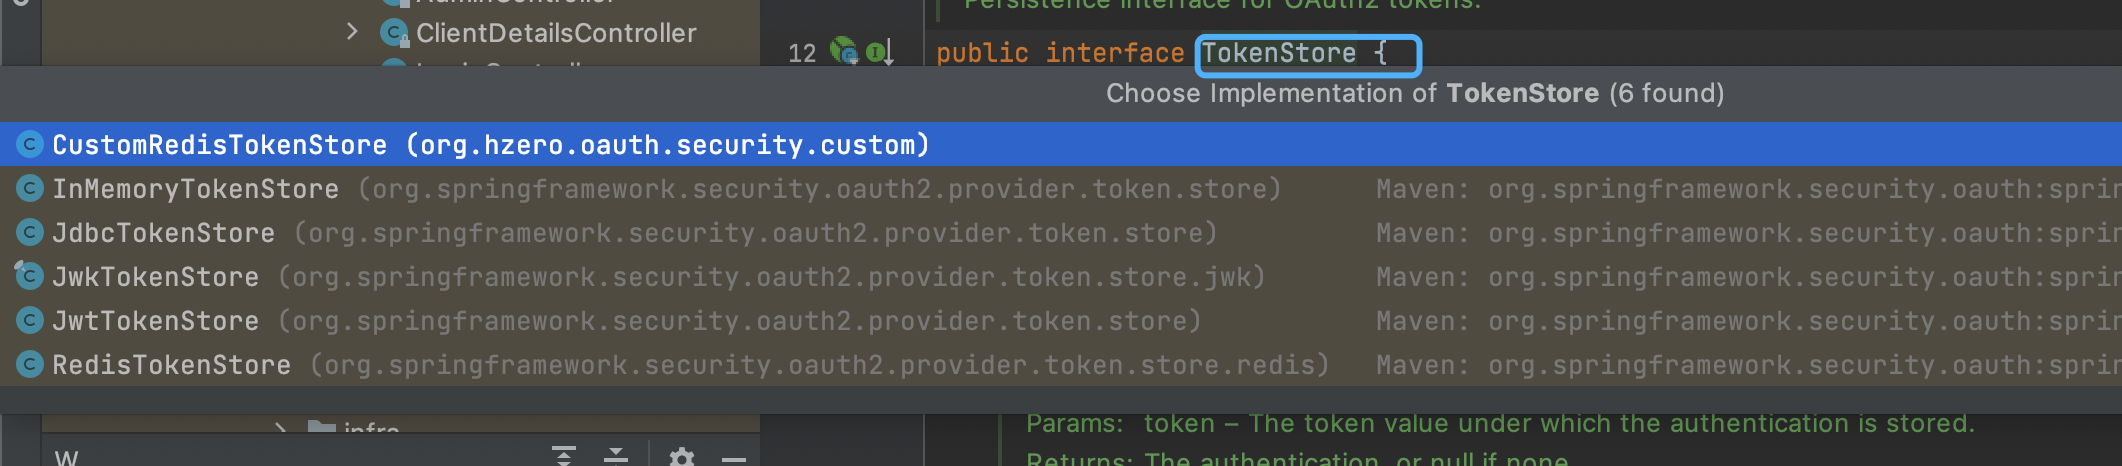 AdminController
Persistence interface for OAuth2 tokens.
ClientDetailsController
12 public interface TokenStore {
Choose Implementation of TokenStore (6 found)
CustomRedisTokenStore (org.hzero.oauth.security.custom)
InMemoryTokenStore (org.springframework.security.oauth2.provider.token.store) Maven: org.springframework.security.oauth:sprin
JdbcTokenStore (org.springframework.security.oauth2.provider.token.store) Maven: org.springframework.security.oauth:sprin
JwkTokenStore (org.springframework.security.oauth2.provider.token.store.jwk) Maven: org.springframework.security.oauth:sprin
JwtTokenStore (org.springframework.security.oauth2.provider.token.store) Maven: org.springframework.security.oauth:sprin
RedisTokenStore (org.springframework.security.oauth2.provider.token.store.redis) Maven: org.springframework.security.oauth:sprin
infra
Params: token – The token value under which the authentication is stored.
W
Returns: The authentication, or null if none